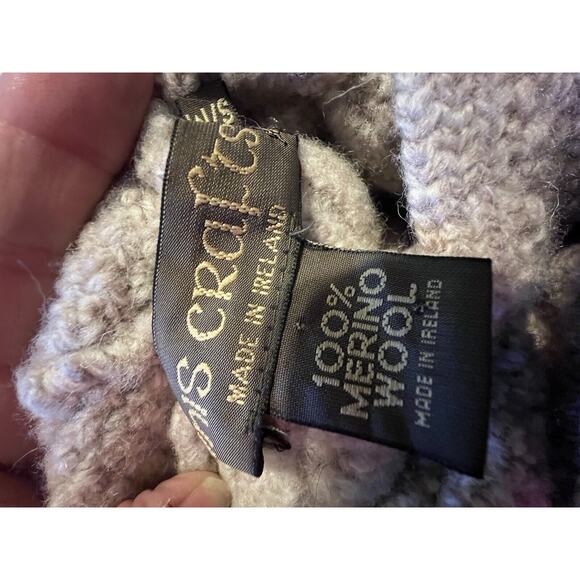 CRafts
MADE IN IRELAND
100%
MERINO
WOOL
MADE IN IRELAND